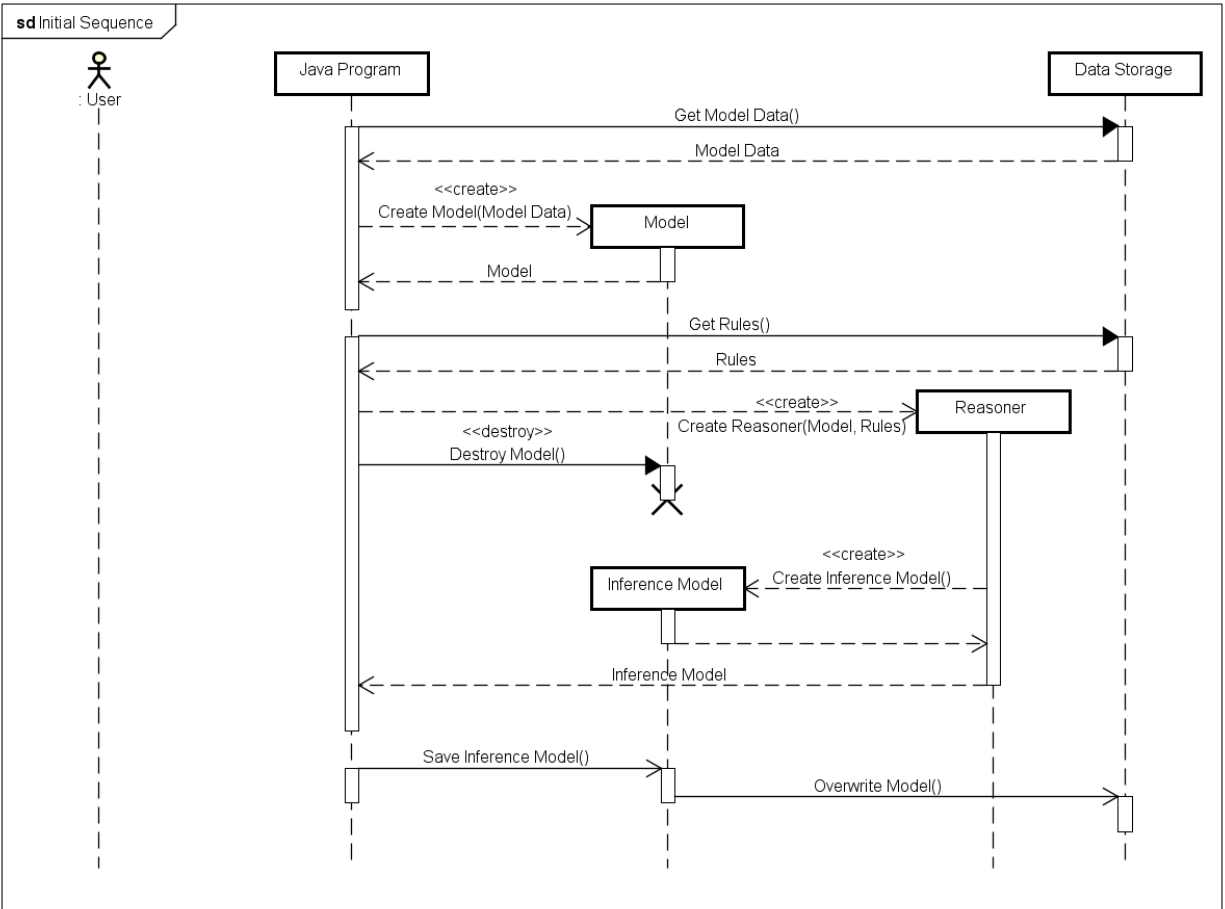 sd Initial Sequence
: User
Java Program
Data Storage
Get Model Data()
Model Data
<<create>>
Create Model(Model Data)
Model
Model
Get Rules()
Rules
<<create>>
Create Reasoner(Model, Rules)
Reasoner
<<destroy>>
Destroy Model()
<<create>>
Create Inference Model()
Inference Model
Inference Model
Save Inference Model()
Overwrite Model()